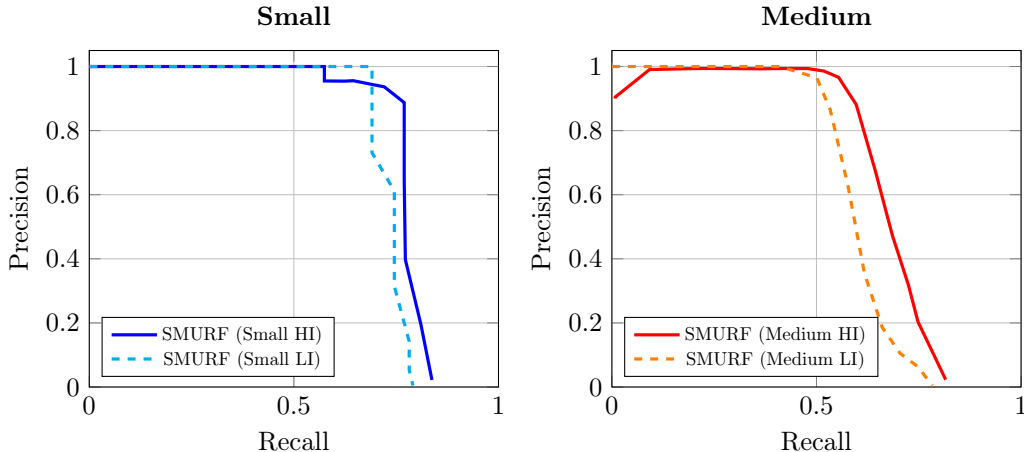 Small
Medium
1
0.8
0.6
0.4
0.2
0
0
0.5
1
Precision
Recall
SMURF (Small HI)
SMURF (Small LI)
1
0.8
0.6
0.4
0.2
0
0
0.5
1
Precision
Recall
SMURF (Medium HI)
SMURF (Medium LI)